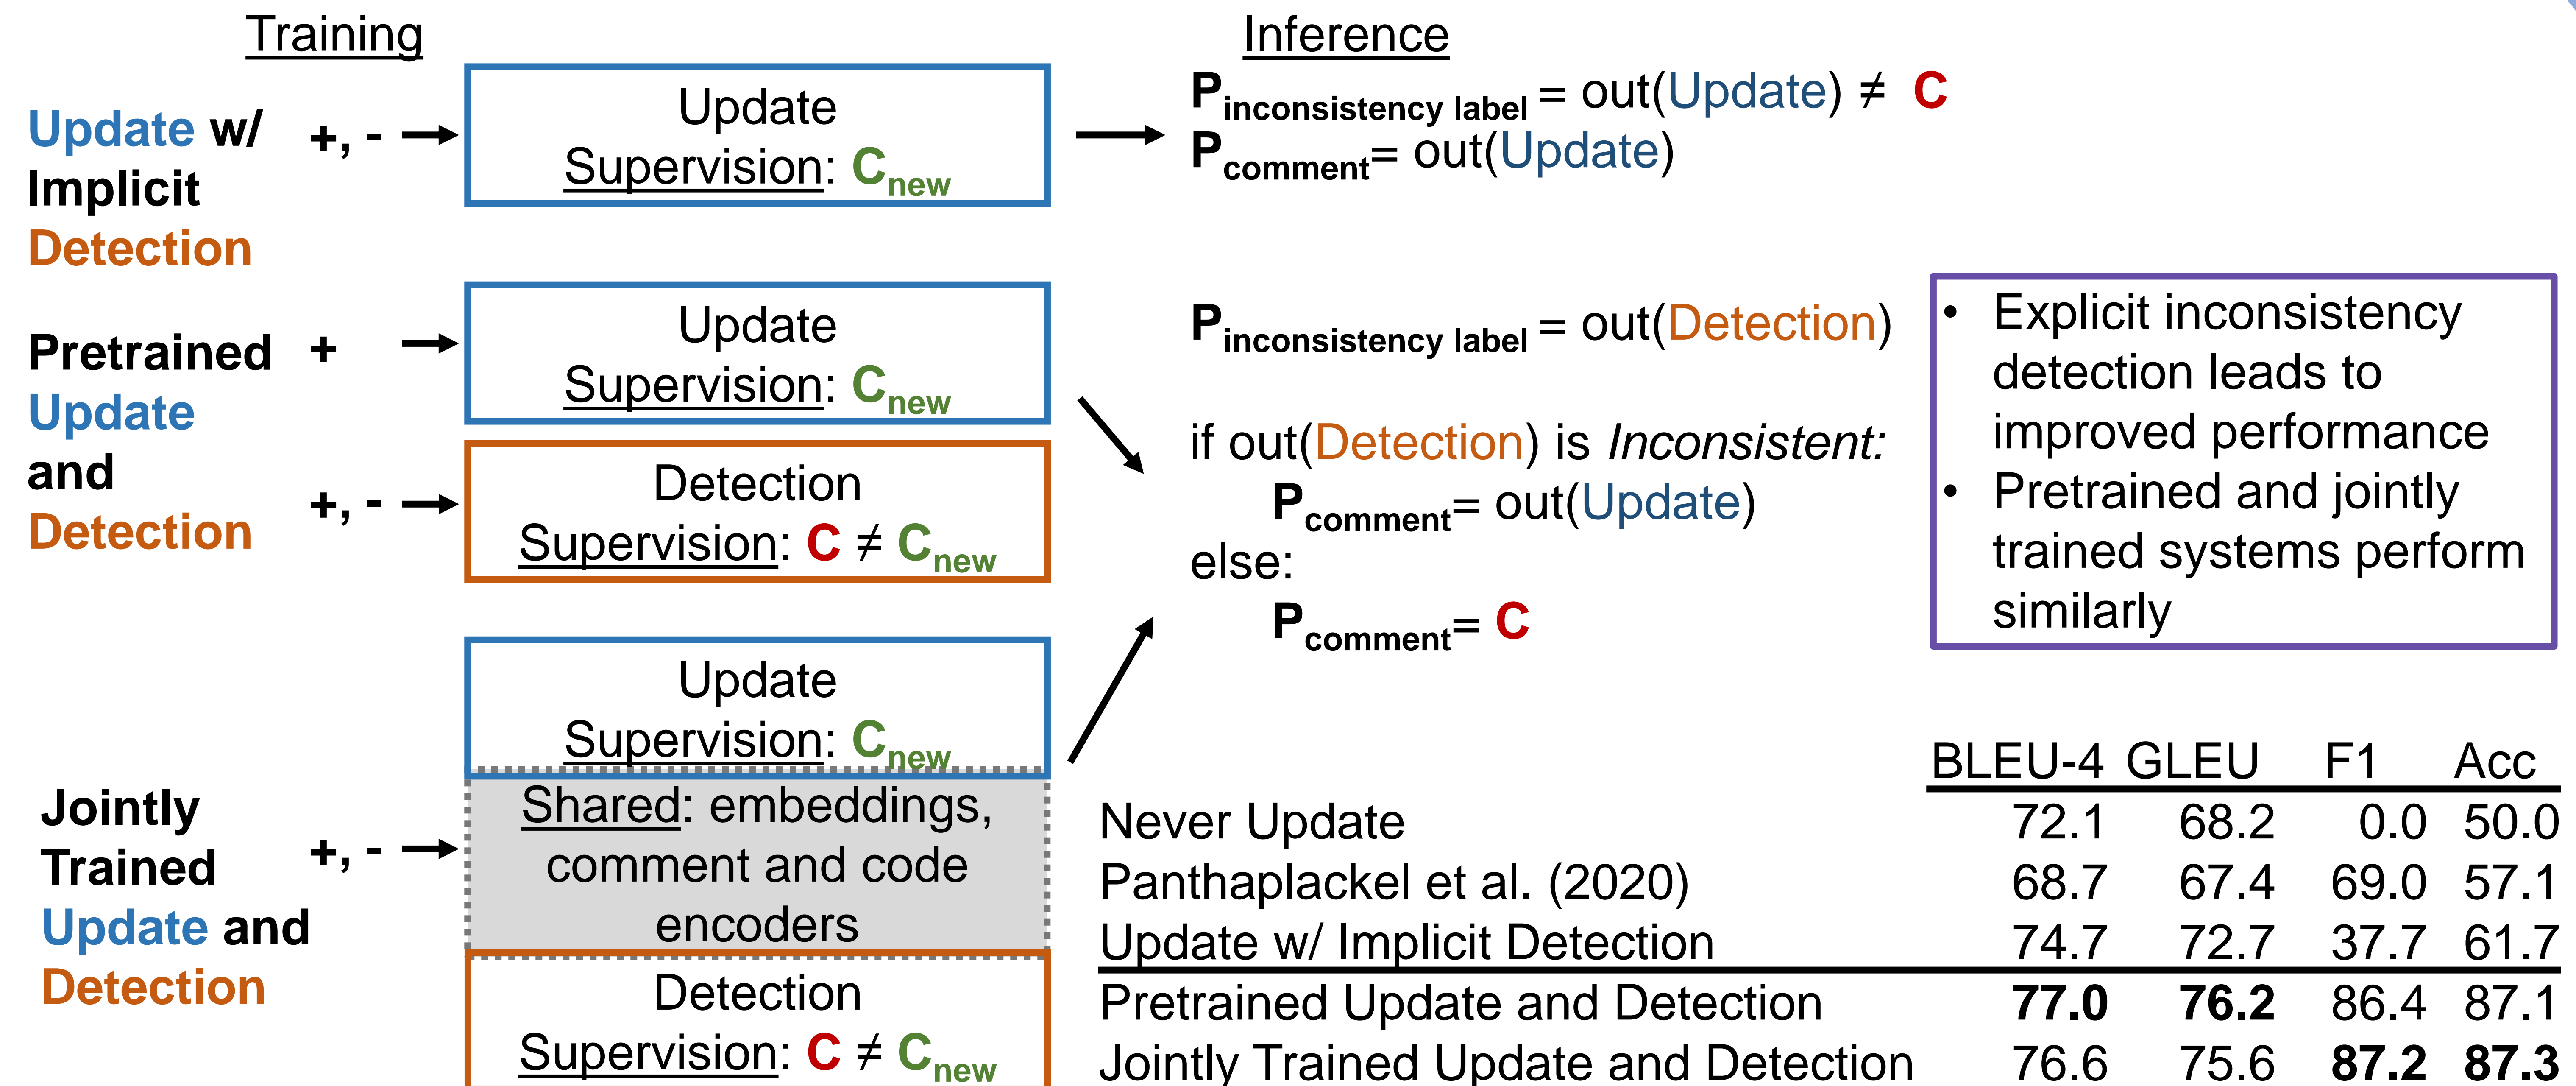 Training
Inference
Update w/
Implicit
Detection
+, -
Update
Supervision: Cnew
Pinconsistency label = out(Update) ≠ C
Pcomment= out(Update)
Pretrained
Update
and
Detection
+
Update
Supervision: Cnew
+, -
Detection
Supervision: C ≠ Cnew
Pinconsistency label = out(Detection)
if out(Detection) is Inconsistent:
Pcomment= out(Update)
else:
Pcomment= C
• Explicit inconsistency
detection leads to
improved performance
• Pretrained and jointly
trained systems perform
similarly
Jointly
Trained
Update and
Detection
+, -
Update
Supervision: Cnew
Shared: embeddings,
comment and code
encoders
Detection
Supervision: C ≠ Cnew
BLEU-4 GLEU F1 Acc
Never Update 72.1 68.2 0.0 50.0
Panthaplackel et al. (2020) 68.7 67.4 69.0 57.1
Update w/ Implicit Detection 74.7 72.7 37.7 61.7
Pretrained Update and Detection 77.0 76.2 86.4 87.1
Jointly Trained Update and Detection 76.6 75.6 87.2 87.3